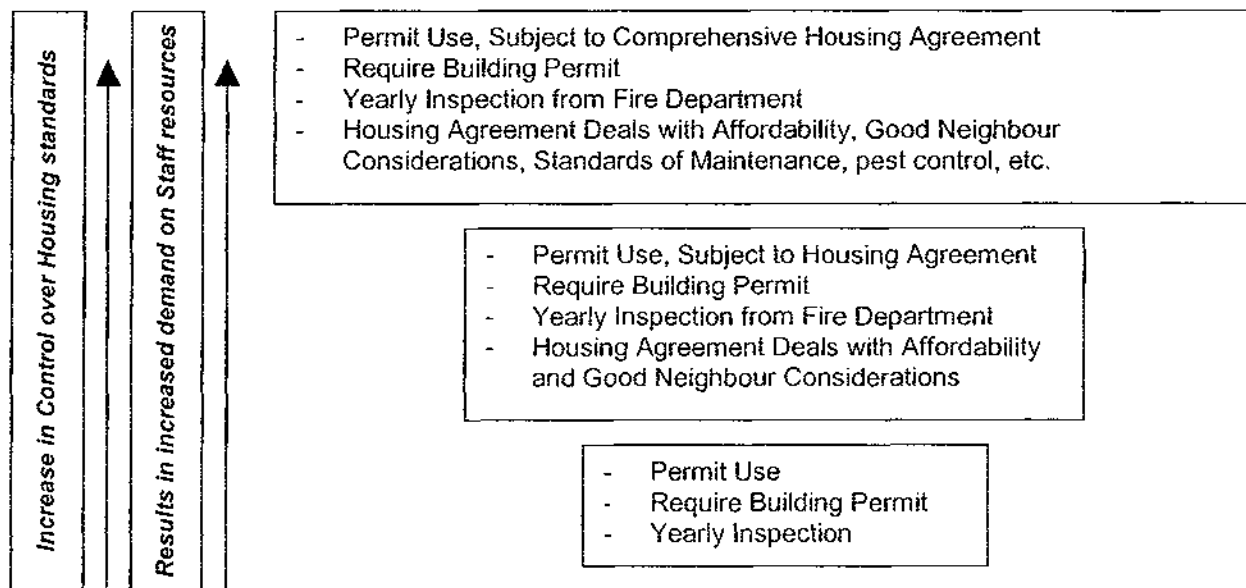 Increase in Control over Housing standards
Results in increased demand on Staff resources
- Permit Use, Subject to Comprehensive Housing Agreement
- Require Building Permit
- Yearly Inspection from Fire Department
- Housing Agreement Deals with Affordability, Good Neighbour
Considerations, Standards of Maintenance, pest control, etc.
- Permit Use, Subject to Housing Agreement
- Require Building Permit
- Yearly Inspection from Fire Department
- Housing Agreement Deals with Affordability
and Good Neighbour Considerations
- Permit Use
- Require Building Permit
- Yearly Inspection